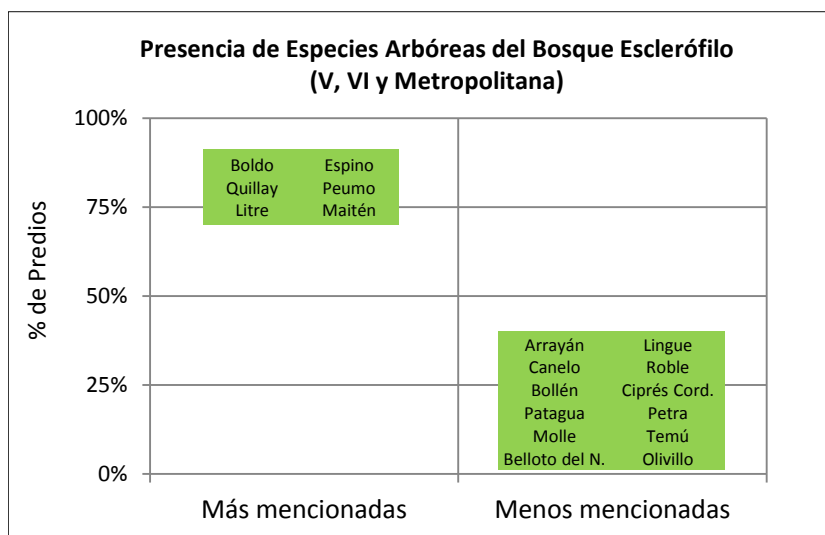 Presencia de Especies Arbóreas del Bosque Esclerófilo
(V, VI y Metropolitana)
% de Predios
100%
75%
50%
25%
0%
Boldo Espino
Quillay Peumo
Litre Maitén
Arrayán Lingue
Canelo Roble
Bollén Ciprés Cord.
Patagua Petra
Molle Temú
Belloto del N. Olivillo
Más mencionadas Menos mencionadas